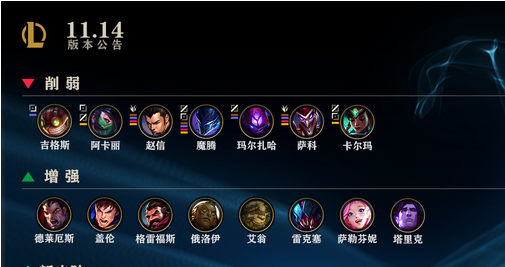 11.14
版本公告
削弱
吉格斯 阿卡丽 赵信 魔腾 玛尔扎哈 萨科 卡尔玛
增强
德莱厄斯 盖伦 格雷福斯 俄洛伊 艾翁 雷克塞 萨勒芬妮 塔里克